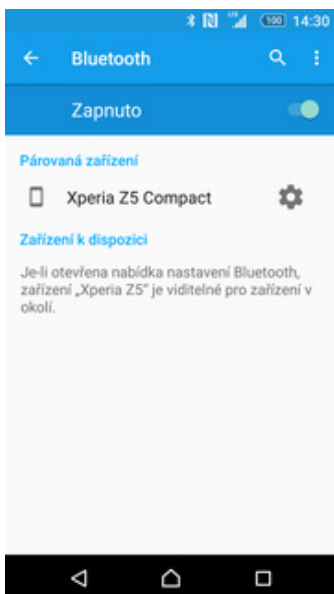 100 14:30
Bluetooth
Zapnuto
Párovaná zařízení
Xperia Z5 Compact
Zařízení k dispozici
Je-li otevřena nabídka nastavení Bluetooth,
zařízení „Xperia Z5" je viditelné pro zařízení v
okolí.